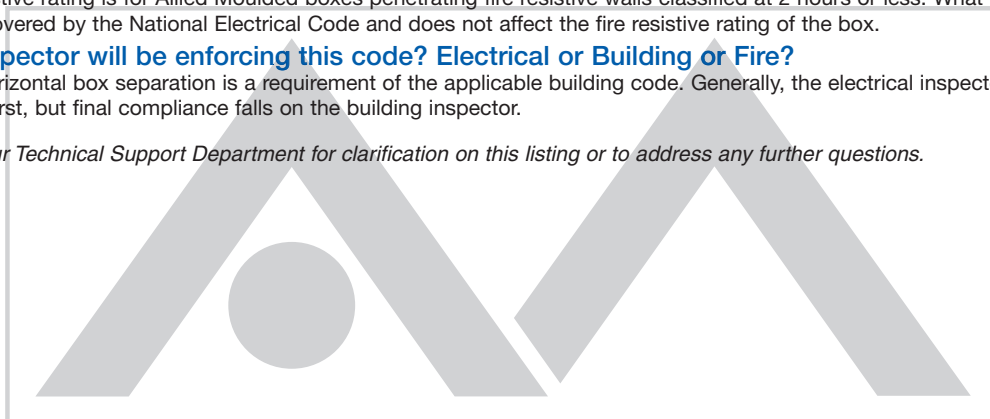 tive rating is for Allied Moulded boxes penetrating fire resistive walls classified at 2 hours or less. What
overed by the National Electrical Code and does not affect the fire resistive rating of the box.
pector will be enforcing this code? Electrical or Building or Fire?
rizontal box separation is a requirement of the applicable building code. Generally, the electrical inspect
rst, but final compliance falls on the building inspector.
ur Technical Support Department for clarification on this listing or to address any further questions.